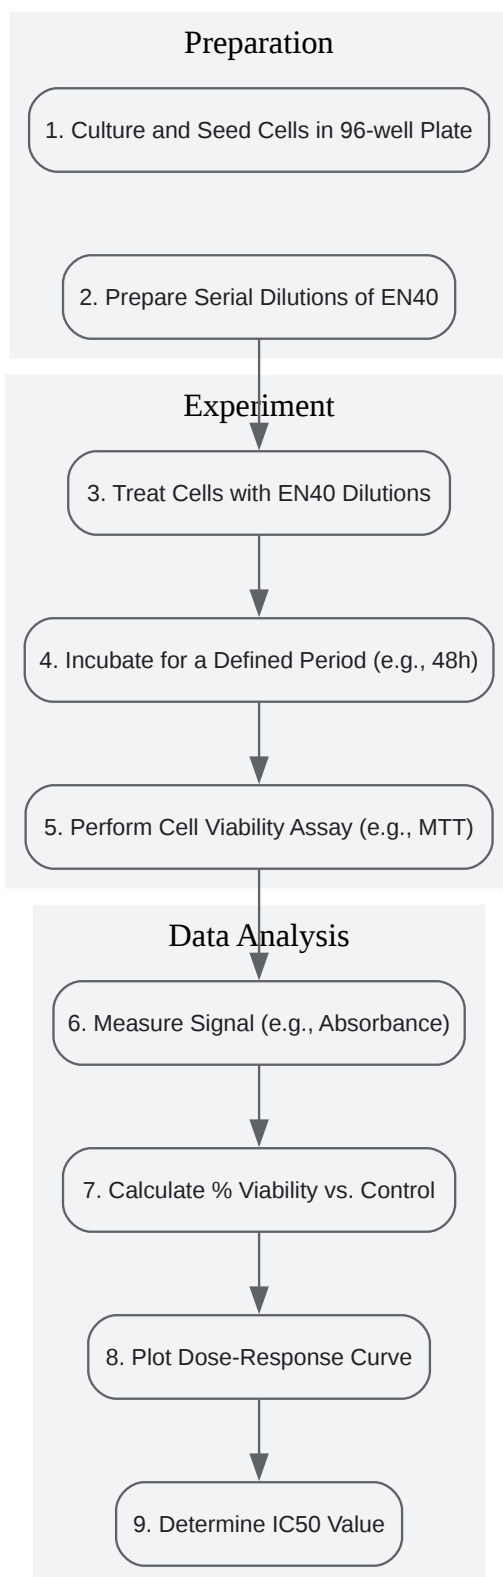 Preparation
1. Culture and Seed Cells in 96-well Plate
2. Prepare Serial Dilutions of EN40
Experiment
3. Treat Cells with EN40 Dilutions
4. Incubate for a Defined Period (e.g., 48h)
5. Perform Cell Viability Assay (e.g., MTT)
Data Analysis
6. Measure Signal (e.g., Absorbance)
7. Calculate % Viability vs. Control
8. Plot Dose-Response Curve
9. Determine IC50 Value